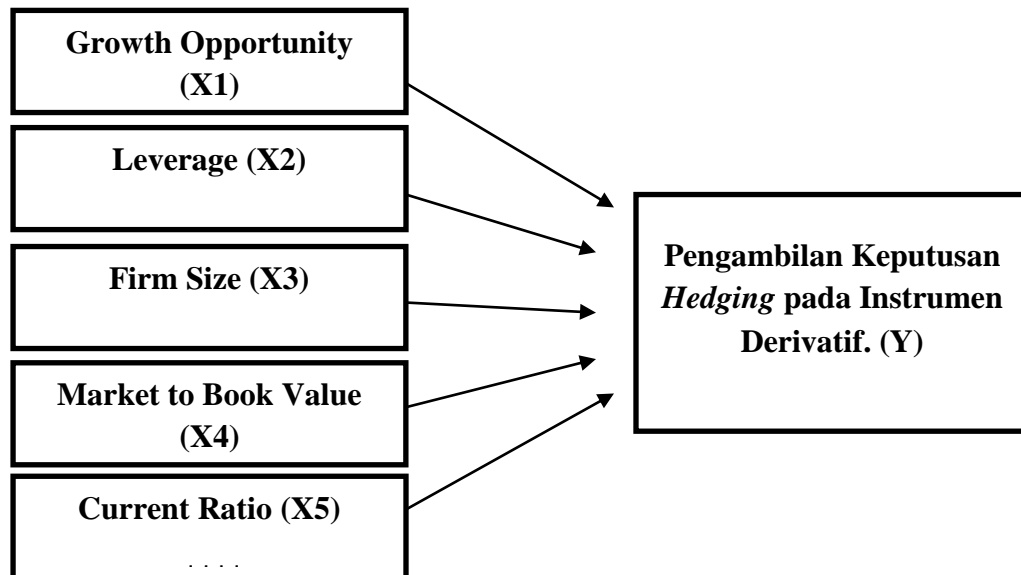 Growth Opportunity
(X1)
Leverage (X2)
Firm Size (X3)
Market to Book Value
(X4)
Current Ratio (X5)
. . . .
Pengambilan Keputusan
Hedging pada Instrumen
Derivatif. (Y)